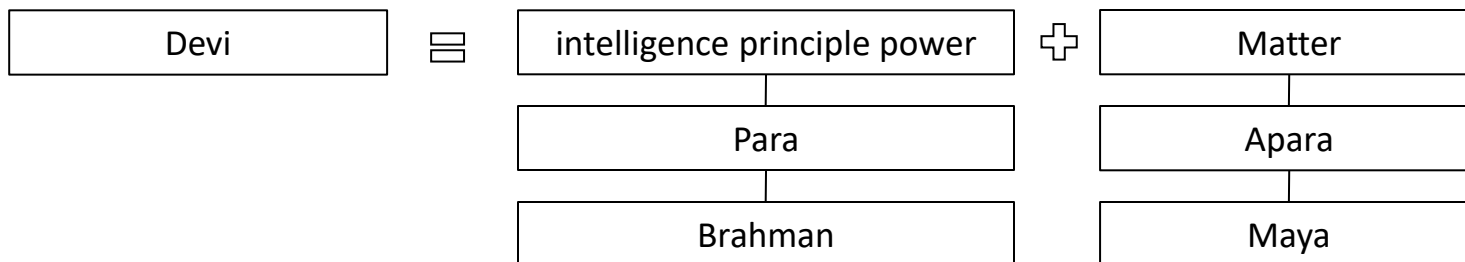 Devi = intelligence principle power + Matter
Para Apara
Brahman Maya